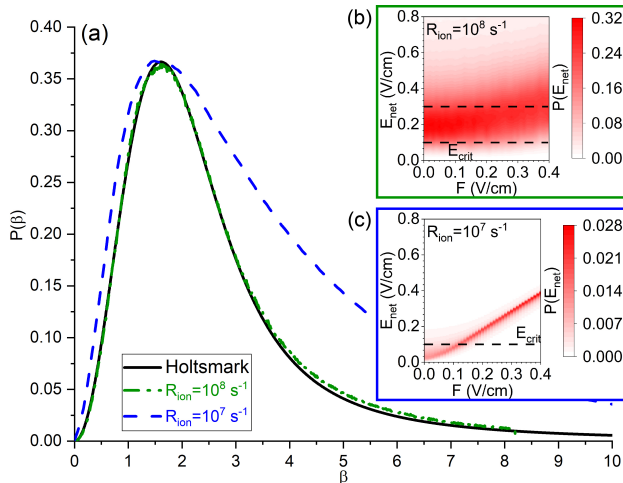 (a)
P(β)
0.40
0.35
0.30
0.25
0.20
0.15
0.10
0.05
0.00
0 1 2 3 4 5 6 7 8 9 10
β
Holtsmark
R_ion=10^8 s^-1
R_ion=10^7 s^-1
(b)
R_ion=10^8 s^-1
E_net (V/cm)
0.8
0.6
0.4
0.2
0.0
E_crit
0.0 0.1 0.2 0.3 0.4
F (V/cm)
P(E_net)
0.32
0.24
0.16
0.08
0.00
(c)
R_ion=10^7 s^-1
E_net (V/cm)
0.8
0.6
0.4
0.2
0.0
E_crit
0.0 0.1 0.2 0.3 0.4
F (V/cm)
P(E_net)
0.028
0.021
0.014
0.007
0.000